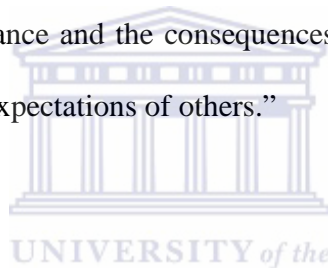 ance and the consequences
xpectations of others.”
UNIVERSITY of the